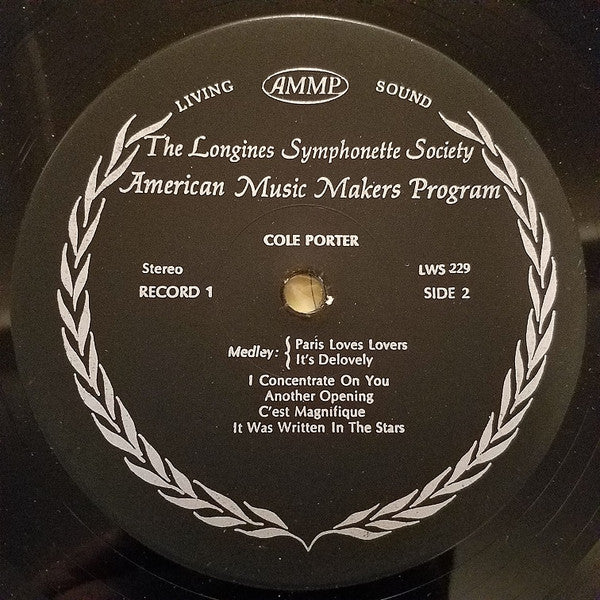 LIVING AMMP SOUND
The Longines Symphonette Society
American Music Makers Program
COLE PORTER
Stereo LWS 229
RECORD 1 SIDE 2
Medley: { Paris Loves Lovers
It's Delovely
I Concentrate On You
Another Opening
C'est Magnifique
It Was Written In The Stars